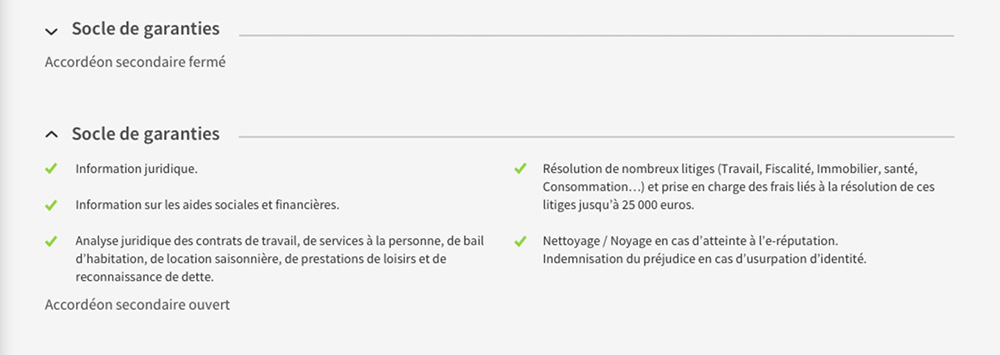 Socle de garanties
Accordéon secondaire fermé
Socle de garanties
Information juridique.
Information sur les aides sociales et financières.
Analyse juridique des contrats de travail, de services à la personne, de bail
d’habitation, de location saisonnière, de prestations de loisirs et de
reconnaissance de dette.
Résolution de nombreux litiges (Travail, Fiscalité, Immobilier, santé,
Consommation…) et prise en charge des frais liés à la résolution de ces
litiges jusqu’à 25 000 euros.
Nettoyage / Noyage en cas d’atteinte à l’e-réputation.
Indemnisation du préjudice en cas d’usurpation d’identité.
Accordéon secondaire ouvert